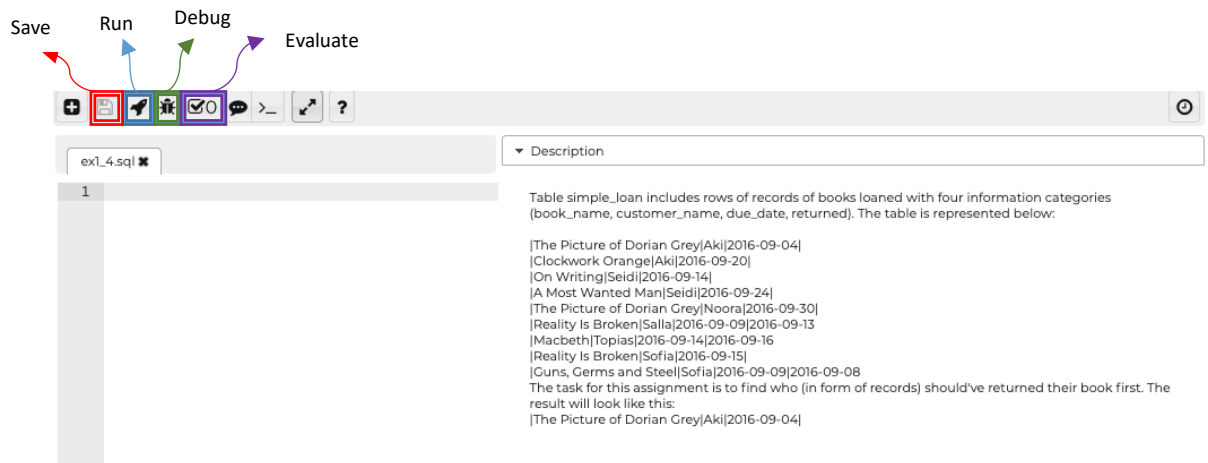 Save
Run
Debug
Evaluate
0
>_
?
ex1_4.sql ✖
Description
1
Table simple_loan includes rows of records of books loaned with four information categories
(book_name, customer_name, due_date, returned). The table is represented below:
|The Picture of Dorian Grey|Aki|2016-09-04|
|Clockwork Orange|Aki|2016-09-20|
|On Writing|Seidi|2016-09-14|
|A Most Wanted Man|Seidi|2016-09-24|
|The Picture of Dorian Grey|Noora|2016-09-30|
|Reality Is Broken|Salla|2016-09-09|2016-09-13
|Macbeth|Topias|2016-09-14|2016-09-16
|Reality Is Broken|Sofia|2016-09-15|
|Guns, Germs and Steel|Sofia|2016-09-09|2016-09-08
The task for this assignment is to find who (in form of records) should've returned their book first. The
result will look like this:
|The Picture of Dorian Grey|Aki|2016-09-04|